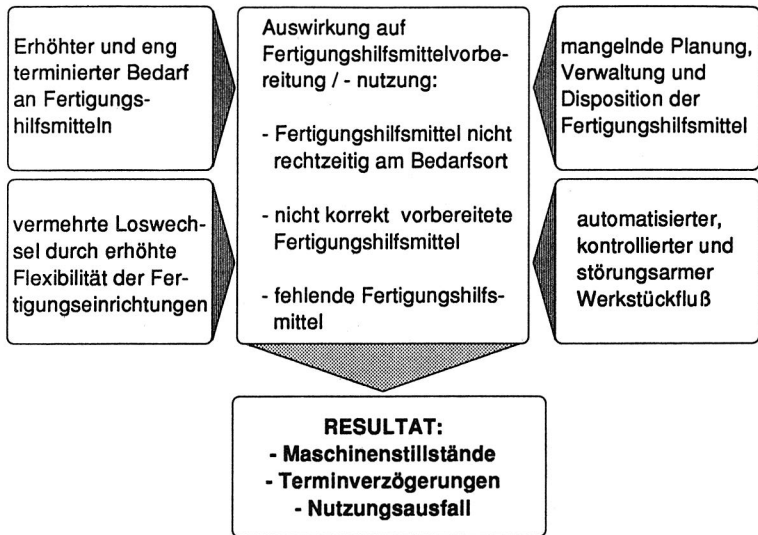 Erhöhter und eng
terminierter Bedarf
an Fertigungs-
hilfsmitteln
vermehrte Loswech-
sel durch erhöhte
Flexibilität der Fer-
tigungseinrichtungen
Auswirkung auf
Fertigungshilfsmittelvorbe-
reitung / - nutzung:
- Fertigungshilfsmittel nicht
rechtzeitig am Bedarfsort
- nicht korrekt vorbereitete
Fertigungshilfsmittel
- fehlende Fertigungshilfs-
mittel
mangelnde Planung,
Verwaltung und
Disposition der
Fertigungshilfsmittel
automatisierter,
kontrollierter und
störungsarmer
Werkstückfluß
RESULTAT:
- Maschinenstillstände
- Terminverzögerungen
- Nutzungsausfall